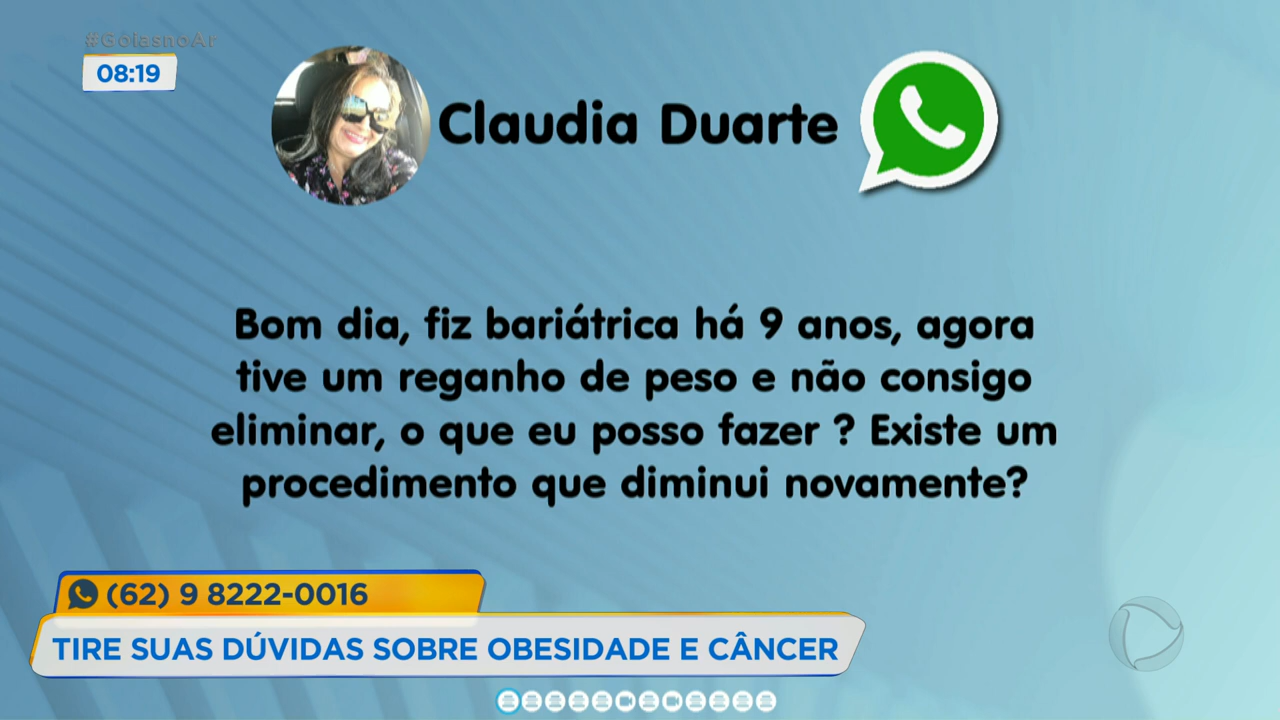 #GoiásnoAr
08:19
Claudia Duarte
Bom dia, fiz bariátrica há 9 anos, agora
tive um reganho de peso e não consigo
eliminar, o que eu posso fazer ? Existe um
procedimento que diminui novamente?
(62) 9 8222-0016
TIRE SUAS DÚVIDAS SOBRE OBESIDADE E CÂNCER